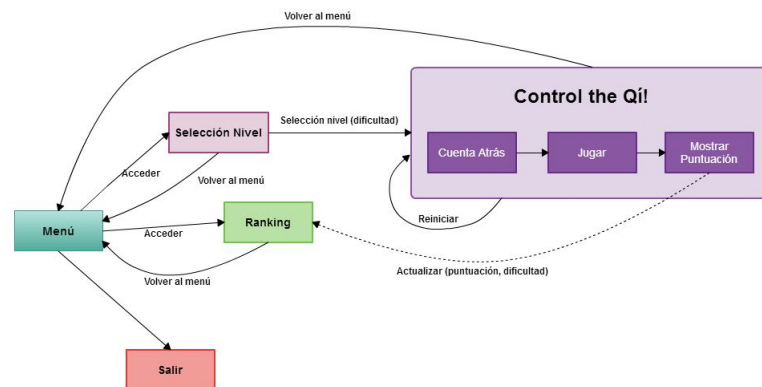 Volver al menú
Control the Qí!
Selección Nivel
Selección nivel (dificultad)
Cuenta Atrás
Jugar
Mostrar
Puntuación
Acceder
Volver al menú
Menú
Acceder
Ranking
Reiniciar
Volver al menú
Actualizar (puntuación, dificultad)
Salir